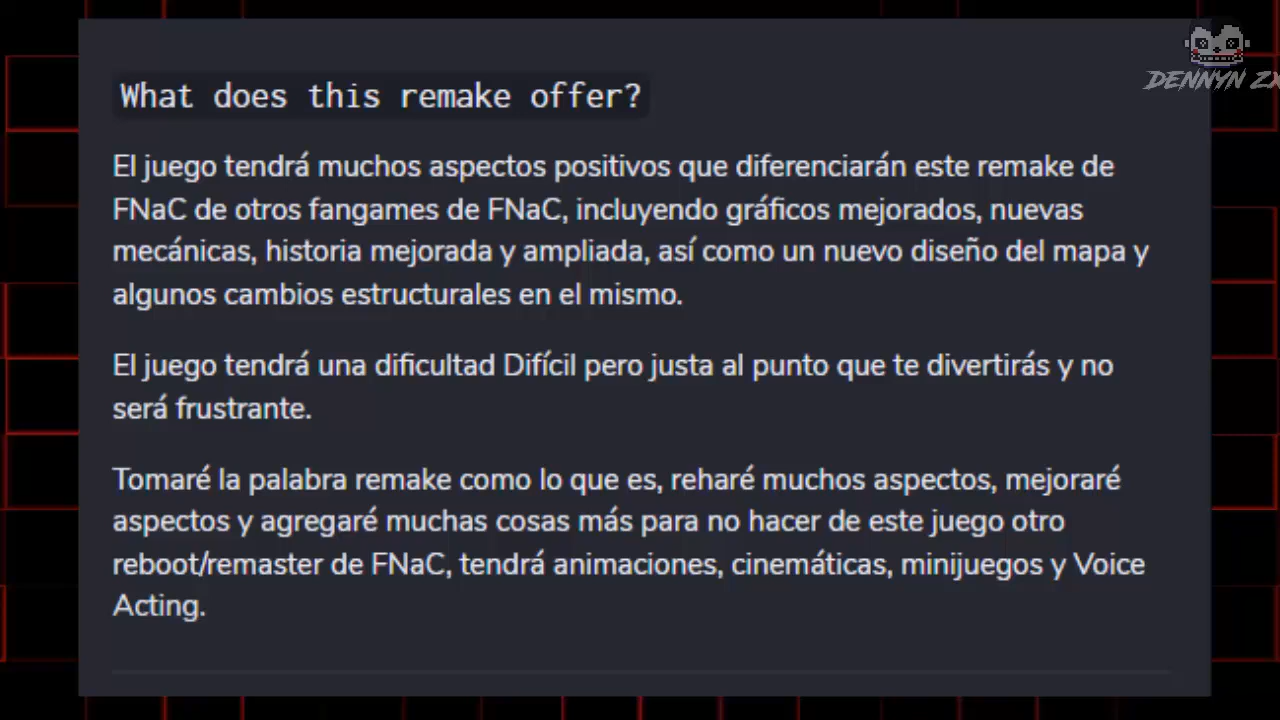 DENNYN ZX
What does this remake offer?
El juego tendrá muchos aspectos positivos que diferenciarán este remake de
FNaC de otros fangames de FNaC, incluyendo gráficos mejorados, nuevas
mecánicas, historia mejorada y ampliada, así como un nuevo diseño del mapa y
algunos cambios estructurales en el mismo.
El juego tendrá una dificultad Difícil pero justa al punto que te divertirás y no
será frustrante.
Tomaré la palabra remake como lo que es, reharé muchos aspectos, mejoraré
aspectos y agregaré muchas cosas más para no hacer de este juego otro
reboot/remaster de FNaC, tendrá animaciones, cinemáticas, minijuegos y Voice
Acting.